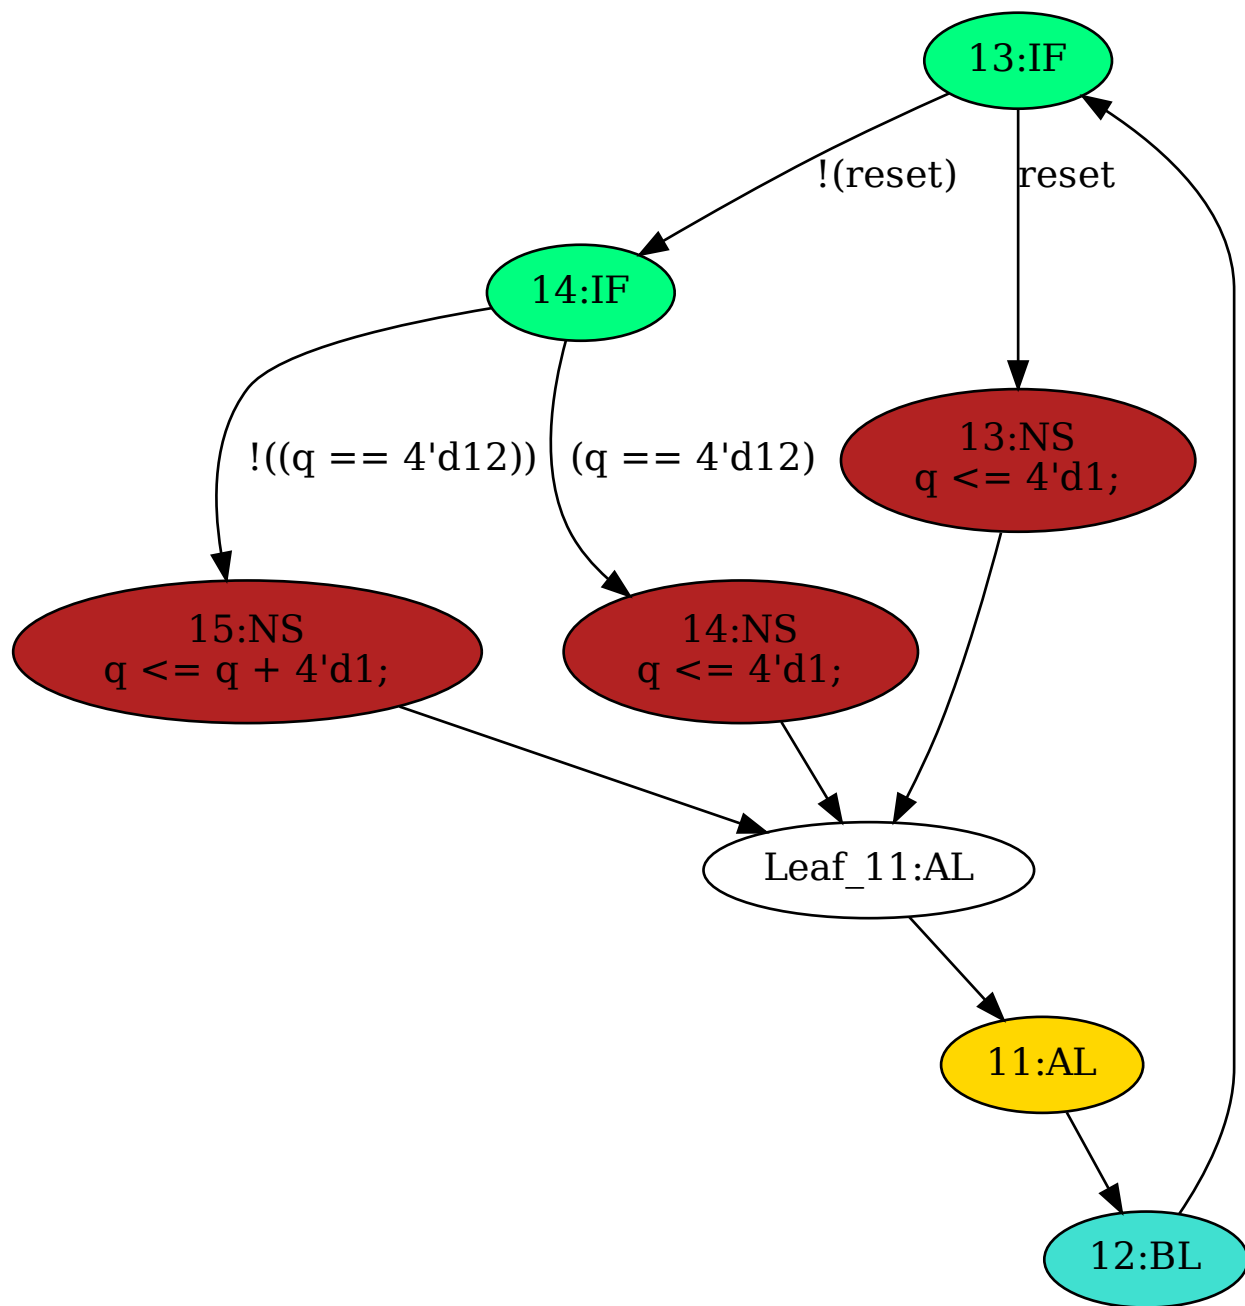 13:IF
!(reset)
reset
14:IF
!((q == 4'd12))
(q == 4'd12)
13:NS
q <= 4'd1;
15:NS
q <= q + 4'd1;
14:NS
q <= 4'd1;
Leaf_11:AL
11:AL
12:BL